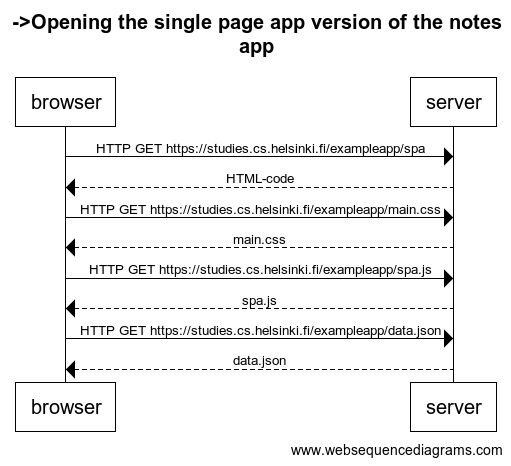 ->Opening the single page app version of the notes
app
browser
server
HTTP GET https://studies.cs.helsinki.fi/exampleapp/spa
HTML-code
HTTP GET https://studies.cs.helsinki.fi/exampleapp/main.css
main.css
HTTP GET https://studies.cs.helsinki.fi/exampleapp/spa.js
spa.js
HTTP GET https://studies.cs.helsinki.fi/exampleapp/data.json
data.json
browser
server
www.websequencediagrams.com